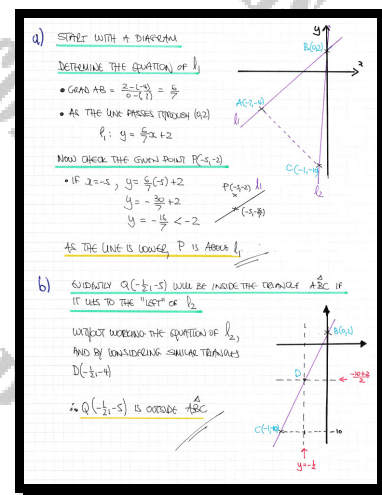 a) START WITH A DIAGRAM
DETERMINE THE EQUATION OF l₁
• GRAD AB = (2-(-4))/(0-(-7)) = 6/7
• AS THE LINE PASSES THROUGH (0,2)
l₁: y = 6/7 x + 2
NOW CHECK THE GIVEN POINT P(-5,-2)
• IF x=-5, y = 6/7(-5)+2
y = -30/7 + 2
y = -16/7 < -2
AS THE LINE IS LOWER, P IS ABOVE l₁
y
x
B(0,2)
A(-7,-4)
l₁
C(-1,-10)
l₂
P(-5,-2)
l₁
(-5,-16/7)
b) EVIDENTLY Q(-1/2,-5) WILL BE INSIDE THE TRIANGLE ABC IF
IT LIES TO THE "LEFT" OF l₂
WITHOUT WORKING THE EQUATION OF l₂,
AND BY CONSIDERING SIMILAR TRIANGLES
D(-1/2,-4)
∴ Q(-1/2,-5) IS OUTSIDE ABC
B(0,2)
D
(-10+2)/2
C(-1,-10)
-10
y=-1/2